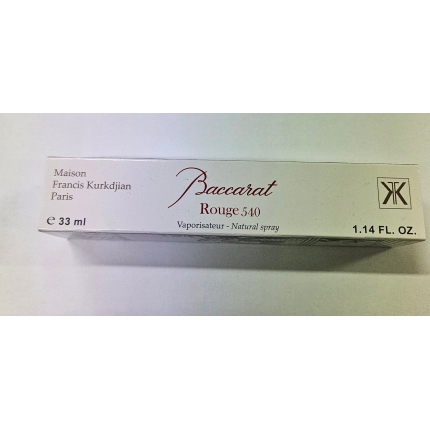 Maison
Francis Kurkdjian
Paris
℮ 33 ml
Baccarat
Rouge 540
Vaporisateur - Natural spray
1.14 FL. OZ.